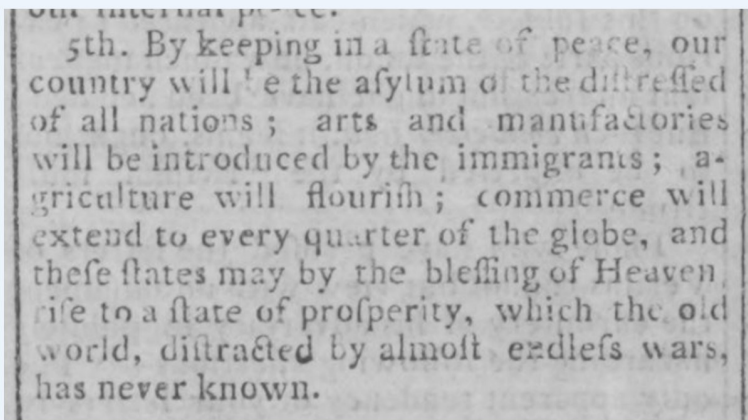 our internal peace.
5th. By keeping in a ſtate of peace, our
country will be the aſylum of the diſtreſſed
of all nations ; arts and manufactories
will be introduced by the immigrants ; a-
griculture will flouriſh ; commerce will
extend to every quarter of the globe, and
theſe ſtates may by the bleſſing of Heaven
riſe to a ſtate of proſperity, which the old
world, diſtracted by almoſt endleſs wars,
has never known.